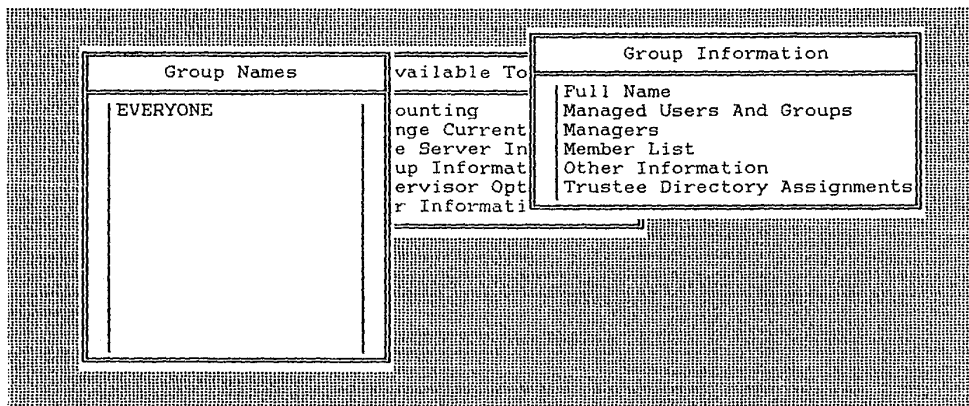 Group Names
EVERYONE
vailable To
ounting
nge Current
e Server In
up Informat
ervisor Opt
r Informati
Group Information
Full Name
Managed Users And Groups
Managers
Member List
Other Information
Trustee Directory Assignments